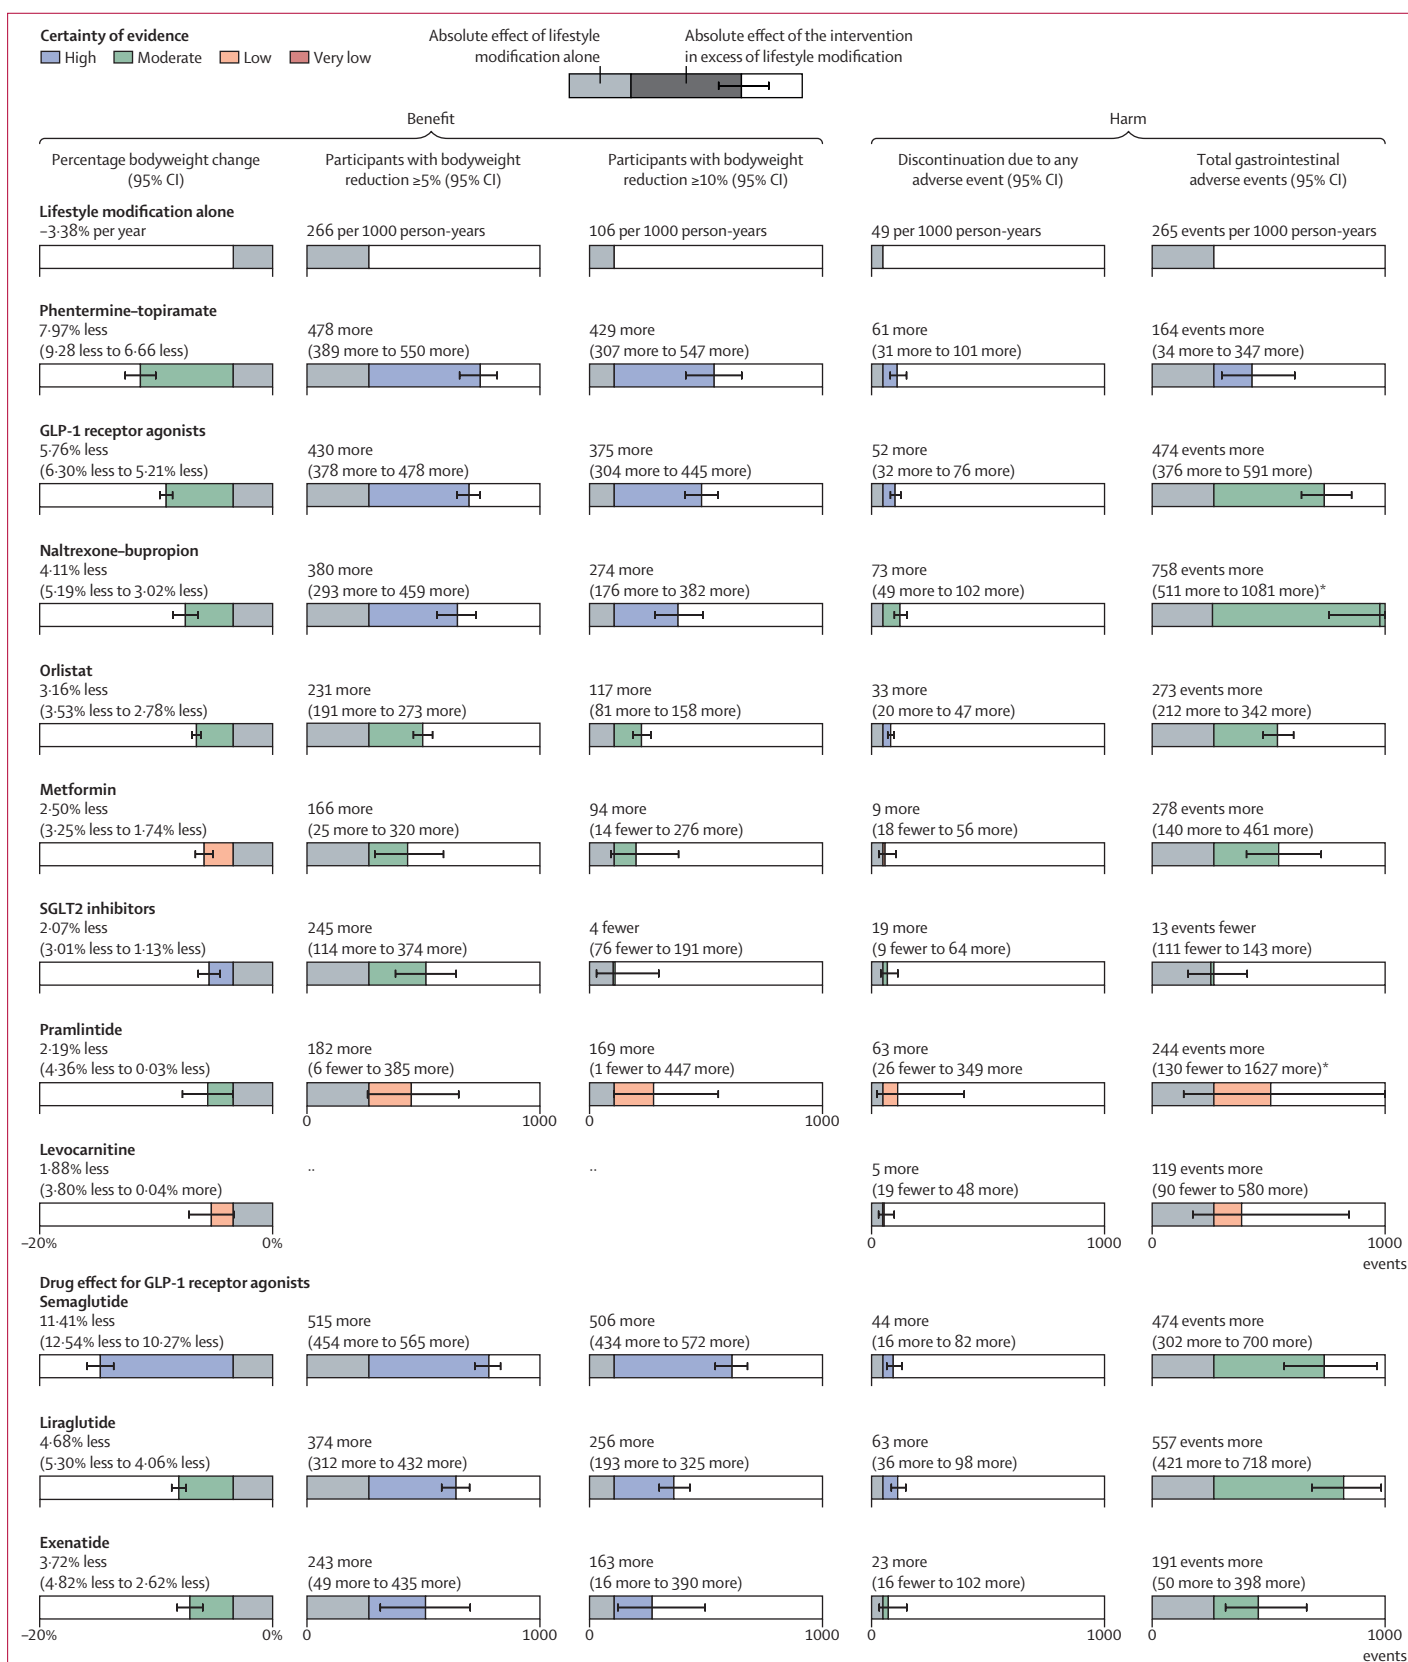 Certainty of evidence
High Moderate Low Very low
Absolute effect of lifestyle
modification alone
Absolute effect of the intervention
in excess of lifestyle modification
Benefit
Harm
Percentage bodyweight change
(95% CI)
Participants with bodyweight
reduction ≥5% (95% CI)
Participants with bodyweight
reduction ≥10% (95% CI)
Discontinuation due to any
adverse event (95% CI)
Total gastrointestinal
adverse events (95% CI)
Lifestyle modification alone
–3·38% per year 266 per 1000 person-years 106 per 1000 person-years 49 per 1000 person-years 265 events per 1000 person-years
Phentermine–topiramate
7·97% less 478 more 429 more 61 more 164 events more
(9·28 less to 6·66 less) (389 more to 550 more) (307 more to 547 more) (31 more to 101 more) (34 more to 347 more)
GLP-1 receptor agonists
5·76% less 430 more 375 more 52 more 474 events more
(6·30% less to 5·21% less) (378 more to 478 more) (304 more to 445 more) (32 more to 76 more) (376 more to 591 more)
Naltrexone–bupropion
4·11% less 380 more 274 more 73 more 758 events more
(5·19% less to 3·02% less) (293 more to 459 more) (176 more to 382 more) (49 more to 102 more) (511 more to 1081 more)*
Orlistat
3·16% less 231 more 117 more 33 more 273 events more
(3·53% less to 2·78% less) (191 more to 273 more) (81 more to 158 more) (20 more to 47 more) (212 more to 342 more)
Metformin
2·50% less 166 more 94 more 9 more 278 events more
(3·25% less to 1·74% less) (25 more to 320 more) (14 fewer to 276 more) (18 fewer to 56 more) (140 more to 461 more)
SGLT2 inhibitors
2·07% less 245 more 4 fewer 19 more 13 events fewer
(3·01% less to 1·13% less) (114 more to 374 more) (76 fewer to 191 more) (9 fewer to 64 more) (111 fewer to 143 more)
Pramlintide
2·19% less 182 more 169 more 63 more 244 events more
(4·36% less to 0·03% less) (6 fewer to 385 more) (1 fewer to 447 more) (26 fewer to 349 more (130 fewer to 1627 more)*
0 1000 0 1000
Levocarnitine
1·88% less ·· ·· 5 more 119 events more
(3·80% less to 0·04% more) (19 fewer to 48 more) (90 fewer to 580 more)
–20% 0% 0 1000 0 1000
events
Drug effect for GLP-1 receptor agonists
Semaglutide
11·41% less 515 more 506 more 44 more 474 events more
(12·54% less to 10·27% less) (454 more to 565 more) (434 more to 572 more) (16 more to 82 more) (302 more to 700 more)
Liraglutide
4·68% less 374 more 256 more 63 more 557 events more
(5·30% less to 4·06% less) (312 more to 432 more) (193 more to 325 more) (36 more to 98 more) (421 more to 718 more)
Exenatide
3·72% less 243 more 163 more 23 more 191 events more
(4·82% less to 2·62% less) (49 more to 435 more) (16 more to 390 more) (16 fewer to 102 more) (50 more to 398 more)
–20% 0% 0 1000 0 1000 0 1000 0 1000
events